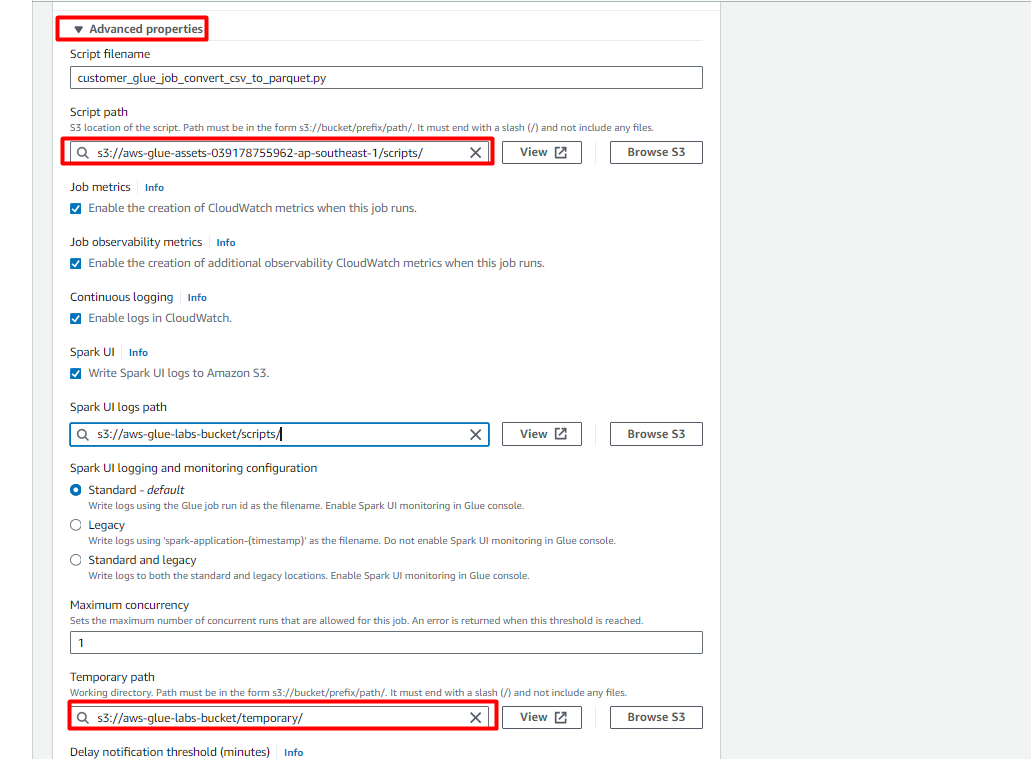 Advanced properties
Script filename
customer_glue_job_convert_csv_to_parquet.py
Script path
S3 location of the script. Path must be in the form s3://bucket/prefix/path/. It must end with a slash (/) and not include any files.
s3://aws-glue-assets-039178755962-ap-southeast-1/scripts/ View Browse S3
Job metrics Info
Enable the creation of CloudWatch metrics when this job runs.
Job observability metrics Info
Enable the creation of additional observability CloudWatch metrics when this job runs.
Continuous logging Info
Enable logs in CloudWatch.
Spark UI Info
Write Spark UI logs to Amazon S3.
Spark UI logs path
s3://aws-glue-labs-bucket/scripts/ View Browse S3
Spark UI logging and monitoring configuration
Standard - default
Write logs using the Glue job run id as the filename. Enable Spark UI monitoring in Glue console.
Legacy
Write logs using 'spark-application-{timestamp}' as the filename. Do not enable Spark UI monitoring in Glue console.
Standard and legacy
Write logs to both the standard and legacy locations. Enable Spark UI monitoring in Glue console.
Maximum concurrency
Sets the maximum number of concurrent runs that are allowed for this job. An error is returned when this threshold is reached.
1
Temporary path
Working directory. Path must be in the form s3://bucket/prefix/path/. It must end with a slash (/) and not include any files.
s3://aws-glue-labs-bucket/temporary/ View Browse S3
Delay notification threshold (minutes) Info